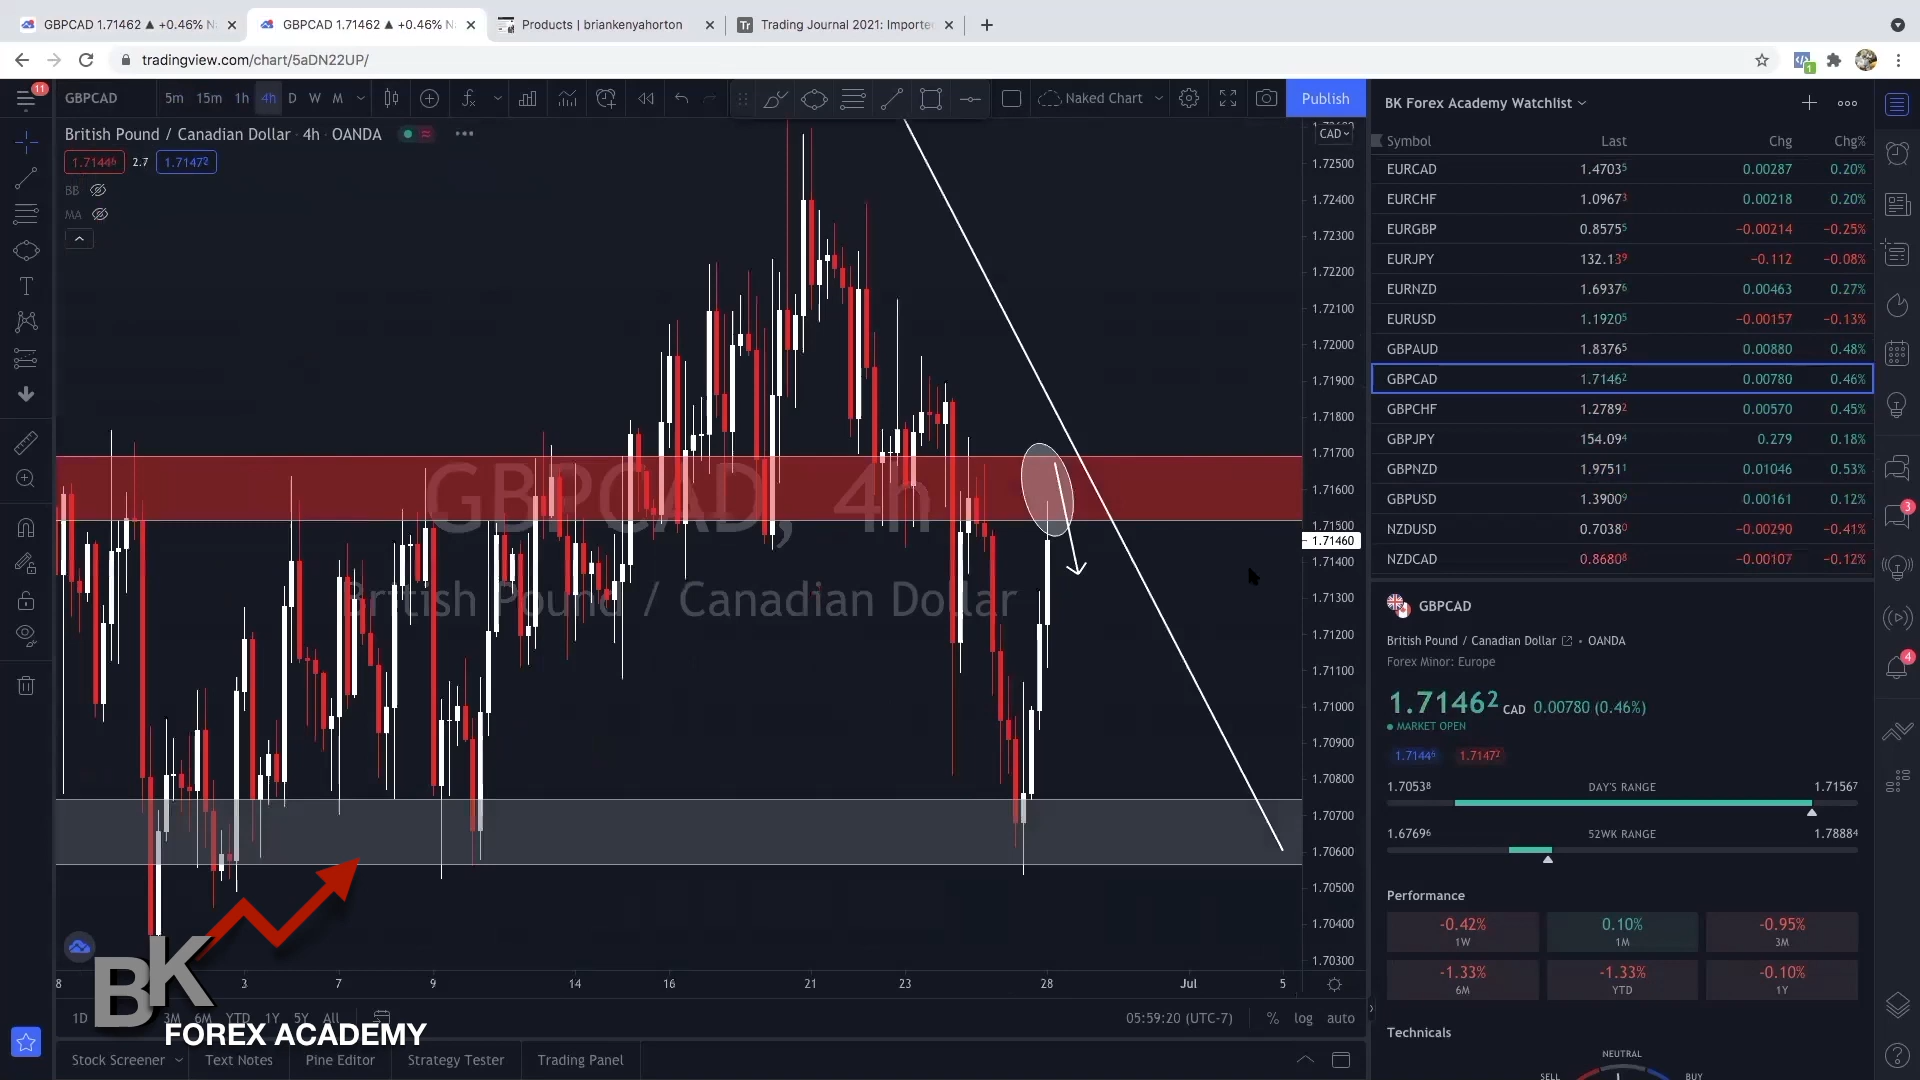 GBPCAD 1.71462 ▲ +0.46% N
GBPCAD 1.71462 ▲ +0.46% N
Products | briankenyahorton
Trading Journal 2021: Importe
tradingview.com/chart/5aDN22UP/
11
GBPCAD 5m 15m 1h 4h D W M Naked Chart Publish
British Pound / Canadian Dollar · 4h · OANDA
1.71446 2.7 1.71472
BB
MA
GBPCAD, 4h
British Pound / Canadian Dollar
CAD
1.72500
1.72400
1.72300
1.72200
1.72100
1.72000
1.71900
1.71800
1.71700
1.71600
1.71500
1.71460
1.71400
1.71300
1.71200
1.71100
1.71000
1.70900
1.70800
1.70700
1.70600
1.70500
1.70400
1.70300
8 3 7 9 14 16 21 23 28 Jul 5
1D 3M 6M YTD 1Y 5Y All
05:59:20 (UTC-7) % log auto
BK
FOREX ACADEMY
Stock Screener Text Notes Pine Editor Strategy Tester Trading Panel
BK Forex Academy Watchlist
Symbol Last Chg Chg%
EURCAD 1.47035 0.00287 0.20%
EURCHF 1.09673 0.00218 0.20%
EURGBP 0.85755 −0.00214 −0.25%
EURJPY 132.139 −0.112 −0.08%
EURNZD 1.69376 0.00463 0.27%
EURUSD 1.19205 −0.00157 −0.13%
GBPAUD 1.83765 0.00880 0.48%
GBPCAD 1.71462 0.00780 0.46%
GBPCHF 1.27892 0.00570 0.45%
GBPJPY 154.094 0.279 0.18%
GBPNZD 1.97511 0.01046 0.53%
GBPUSD 1.39009 0.00161 0.12%
NZDUSD 0.70380 −0.00290 −0.41%
NZDCAD 0.86808 −0.00107 −0.12%
GBPCAD
British Pound / Canadian Dollar • OANDA
Forex Minor: Europe
1.71462 CAD 0.00780 (0.46%)
MARKET OPEN
1.71446 1.71472
1.70538 DAY'S RANGE 1.71567
1.67696 52WK RANGE 1.78884
Performance
-0.42% 0.10% -0.95%
1W 1M 3M
-1.33% -1.33% -0.10%
6M YTD 1Y
Technicals
NEUTRAL
SELL BUY
1
3
4